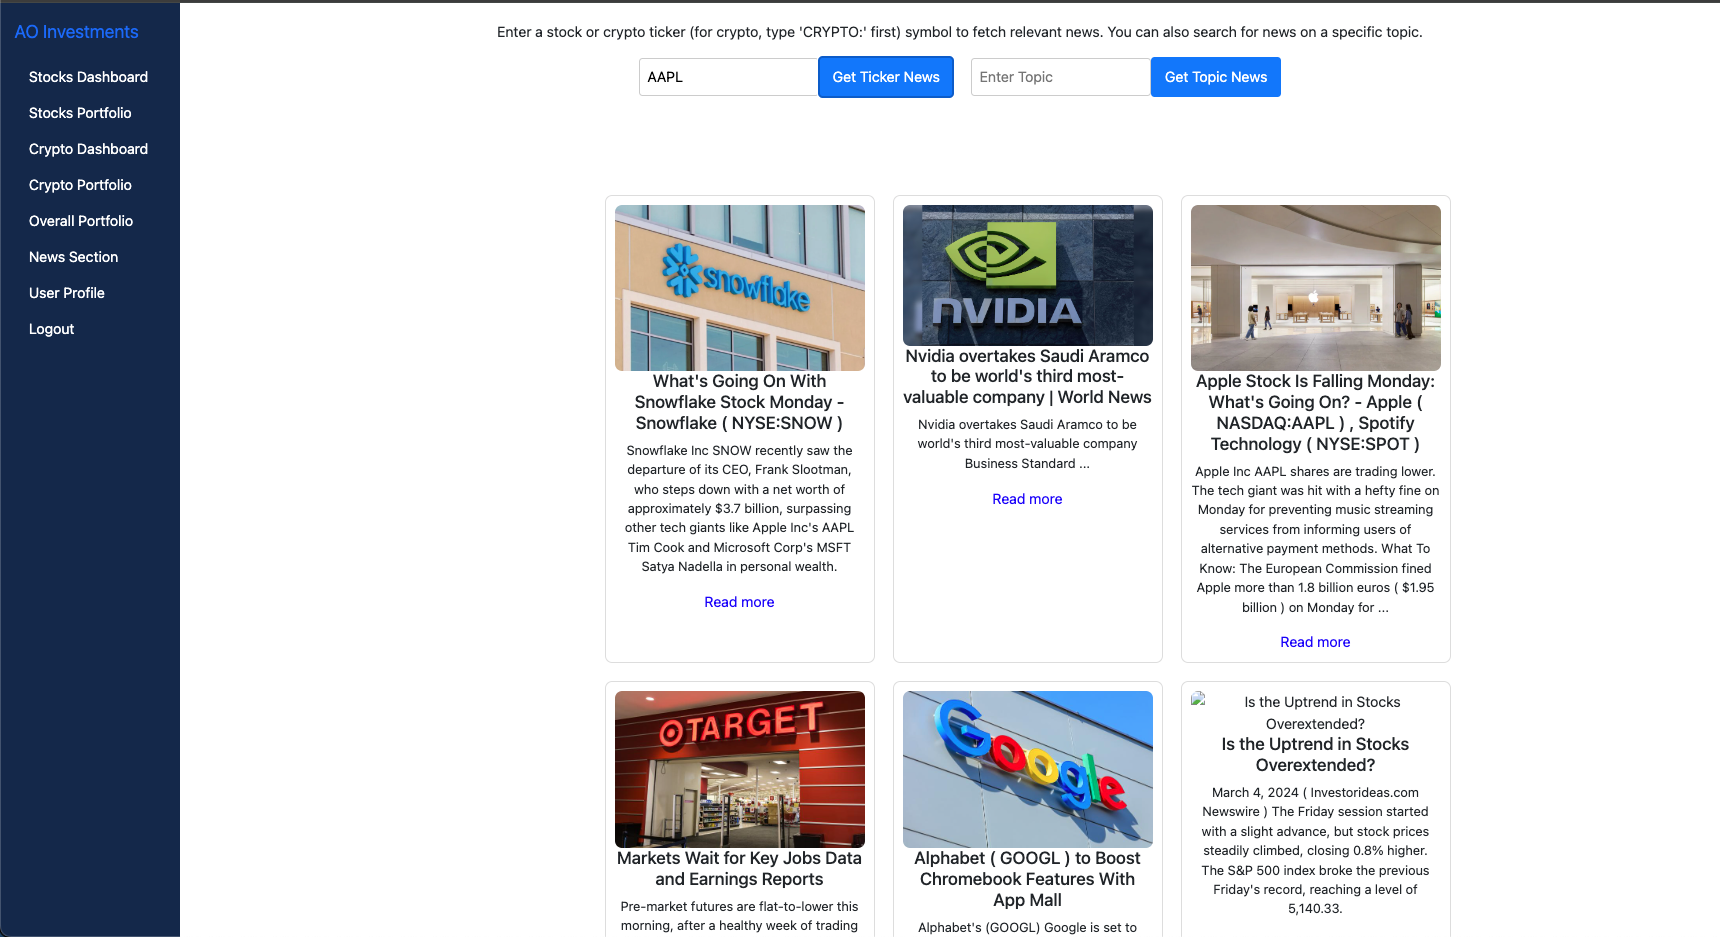 AO Investments
Stocks Dashboard
Stocks Portfolio
Crypto Dashboard
Crypto Portfolio
Overall Portfolio
News Section
User Profile
Logout
Enter a stock or crypto ticker (for crypto, type 'CRYPTO:' first) symbol to fetch relevant news. You can also search for news on a specific topic.
AAPL
Get Ticker News
Enter Topic
Get Topic News
snowflake
What's Going On With
Snowflake Stock Monday -
Snowflake ( NYSE:SNOW )
Snowflake Inc SNOW recently saw the
departure of its CEO, Frank Slootman,
who steps down with a net worth of
approximately $3.7 billion, surpassing
other tech giants like Apple Inc's AAPL
Tim Cook and Microsoft Corp's MSFT
Satya Nadella in personal wealth.
Read more
NVIDIA
Nvidia overtakes Saudi Aramco
to be world's third most-
valuable company | World News
Nvidia overtakes Saudi Aramco to be
world's third most-valuable company
Business Standard ...
Read more
Apple Stock Is Falling Monday:
What's Going On? - Apple (
NASDAQ:AAPL ) , Spotify
Technology ( NYSE:SPOT )
Apple Inc AAPL shares are trading lower.
The tech giant was hit with a hefty fine on
Monday for preventing music streaming
services from informing users of
alternative payment methods. What To
Know: The European Commission fined
Apple more than 1.8 billion euros ( $1.95
billion ) on Monday for ...
Read more
TARGET
Markets Wait for Key Jobs Data
and Earnings Reports
Pre-market futures are flat-to-lower this
morning, after a healthy week of trading
Google
Alphabet ( GOOGL ) to Boost
Chromebook Features With
App Mall
Alphabet's (GOOGL) Google is set to
Is the Uptrend in Stocks
Overextended?
Is the Uptrend in Stocks
Overextended?
March 4, 2024 ( Investorideas.com
Newswire ) The Friday session started
with a slight advance, but stock prices
steadily climbed, closing 0.8% higher.
The S&P 500 index broke the previous
Friday's record, reaching a level of
5,140.33.